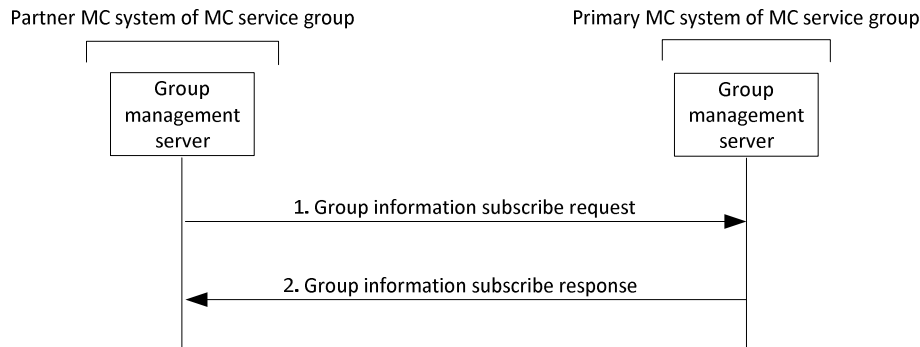 Partner MC system of MC service group
Primary MC system of MC service group
Group
management
server
Group
management
server
1. Group information subscribe request
2. Group information subscribe response